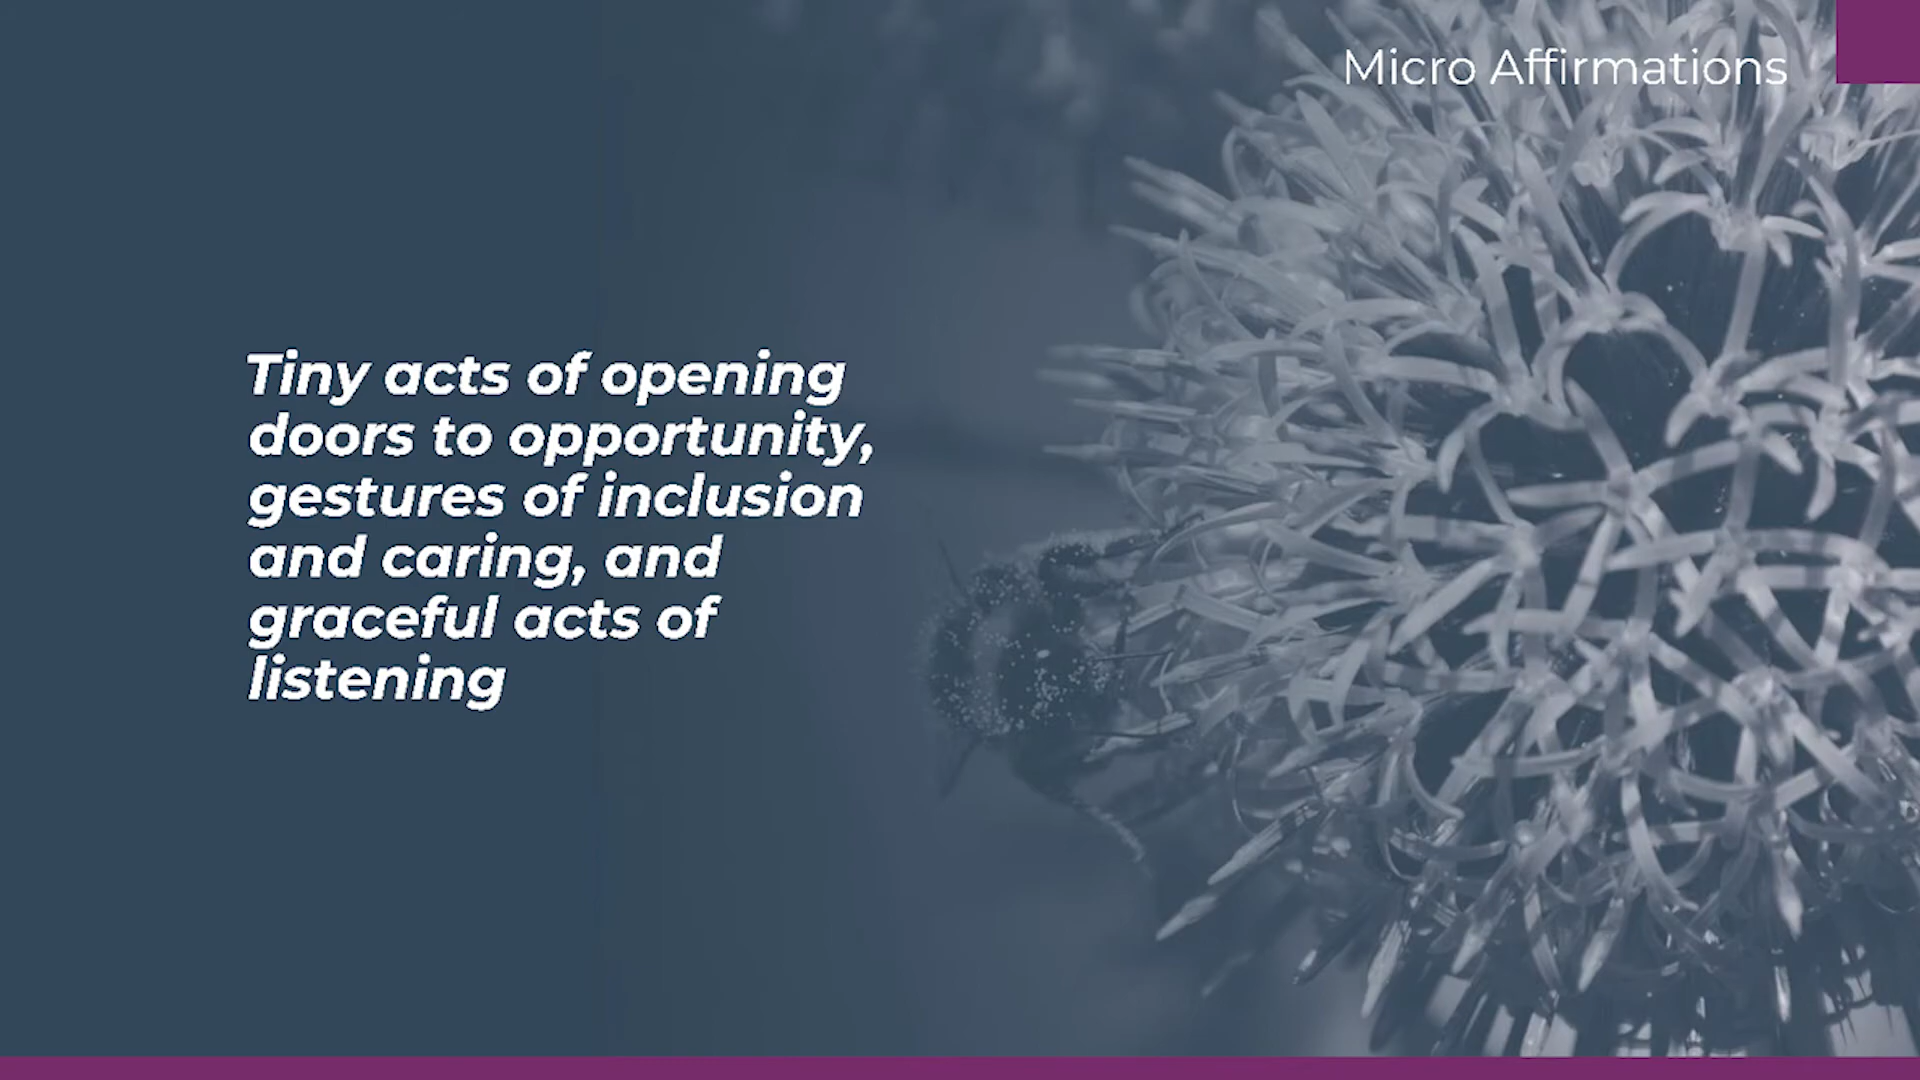 Micro Affirmations
Tiny acts of opening
doors to opportunity,
gestures of inclusion
and caring, and
graceful acts of
listening